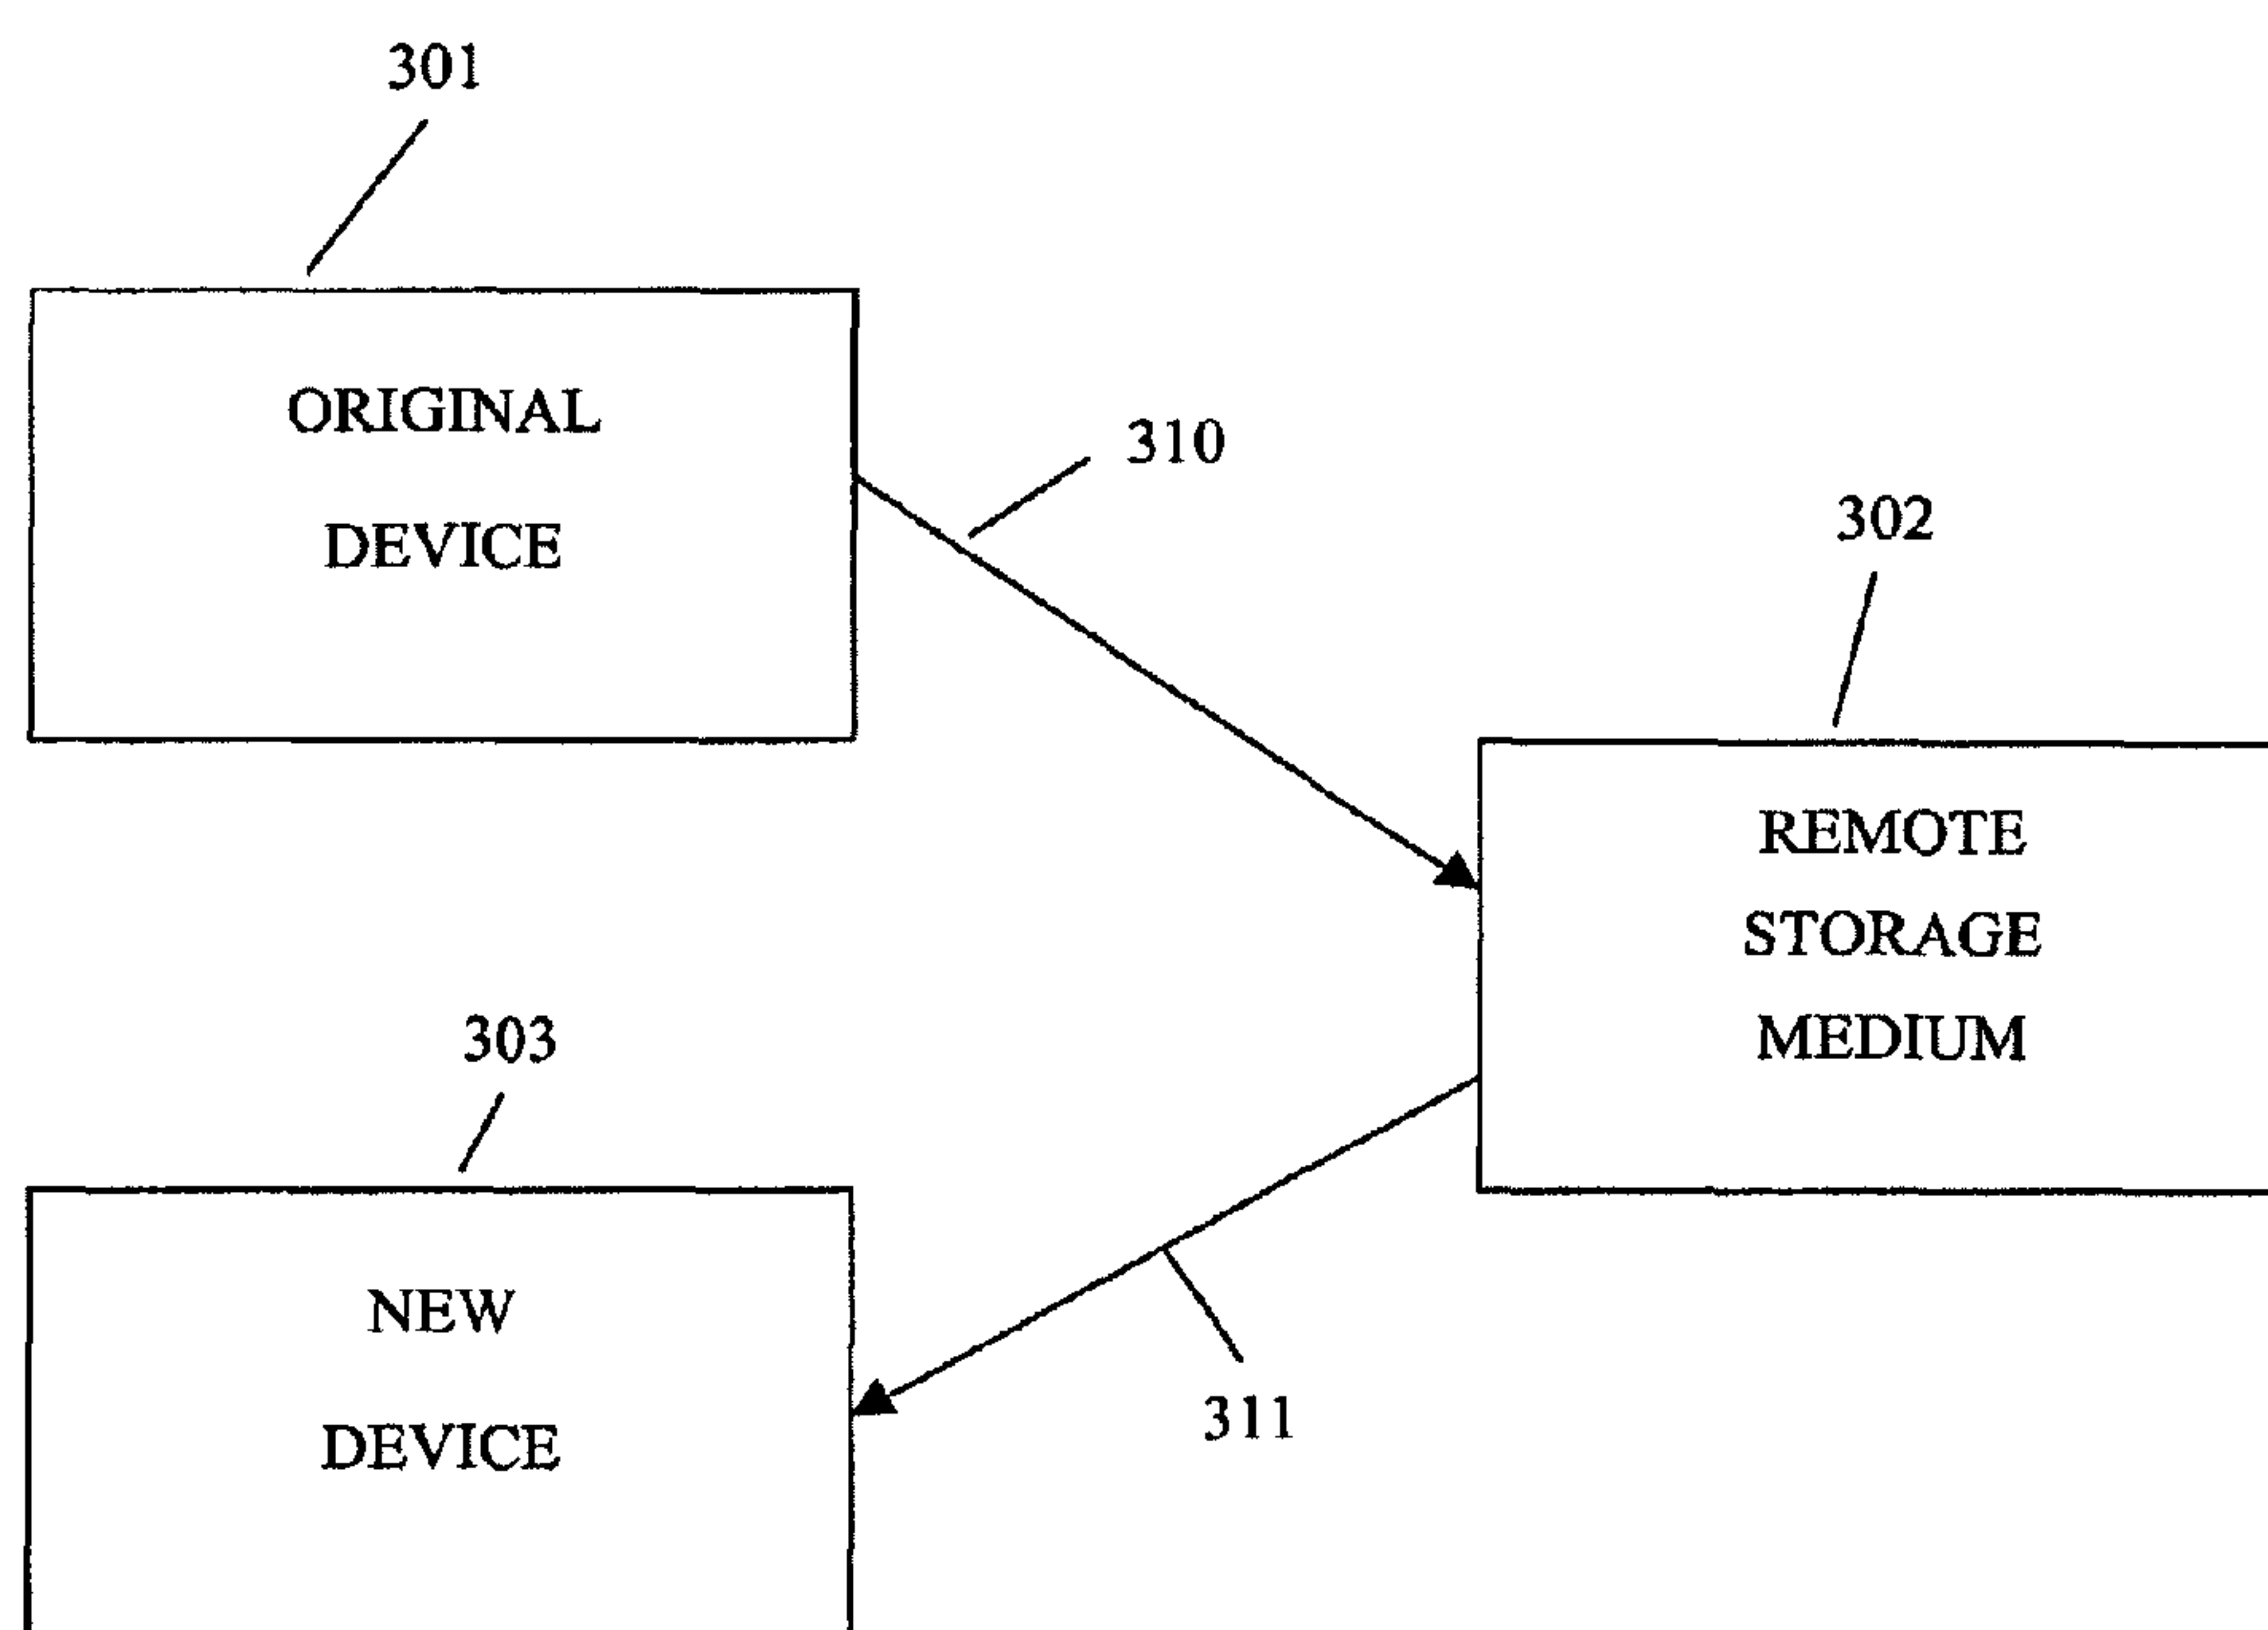 301
ORIGINAL
DEVICE
310
302
REMOTE
STORAGE
MEDIUM
303
NEW
DEVICE
311